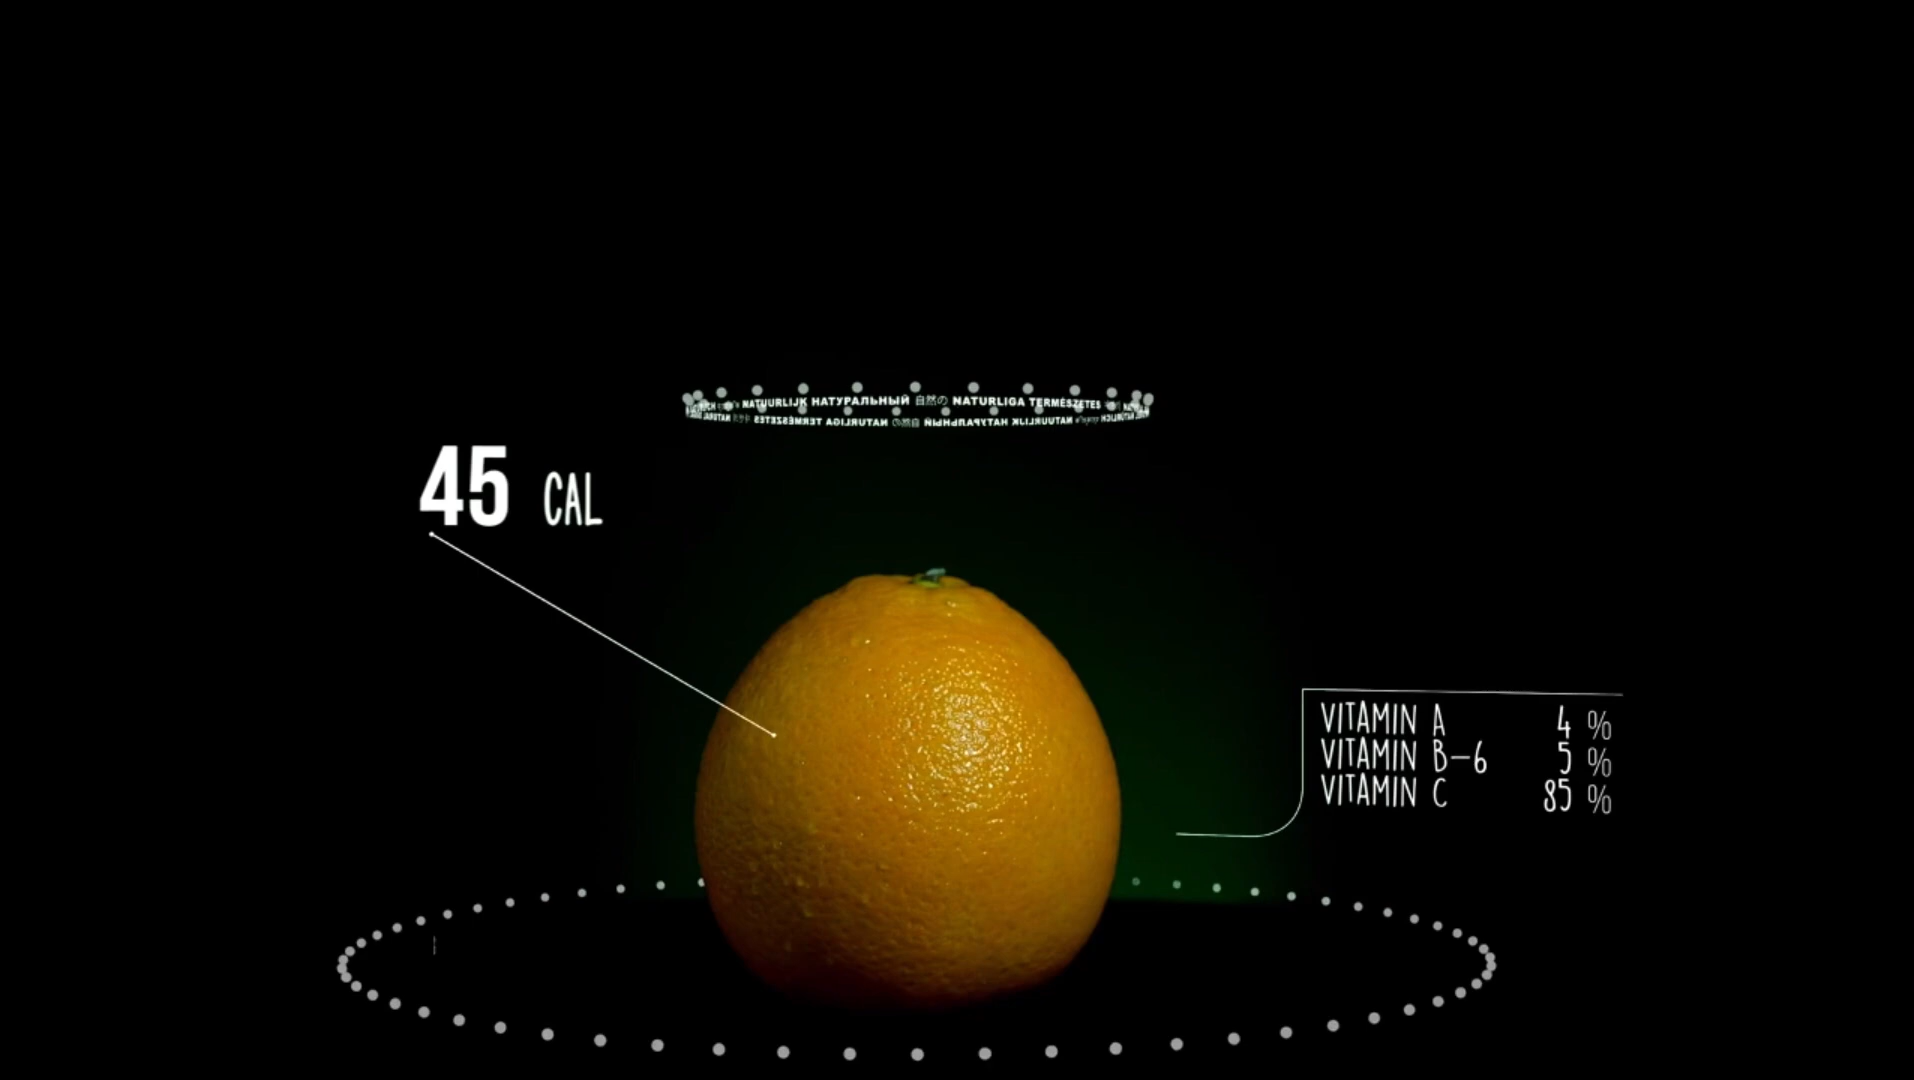 NATUURLIJK НАТУРАЛЬНЫЙ 自然の NATURLIGA TERMÉSZETES
45 CAL
VITAMIN A 4 %
VITAMIN B-6 5 %
VITAMIN C 85 %